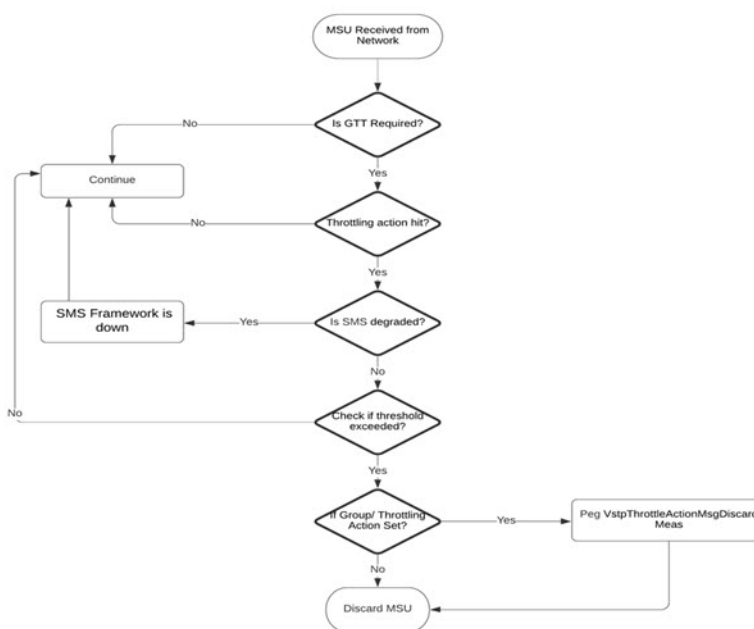 MSU Received from
Network
Is GTT Required?
No
Yes
Continue
Throttling action hit?
No
Yes
SMS Framework is
down
Yes
Is SMS degraded?
No
Check if threshold
exceeded?
No
Yes
If Group/ Throttling
Action Set?
Yes
Peg VstpThrottleActionMsgDiscard
Meas
No
Discard MSU